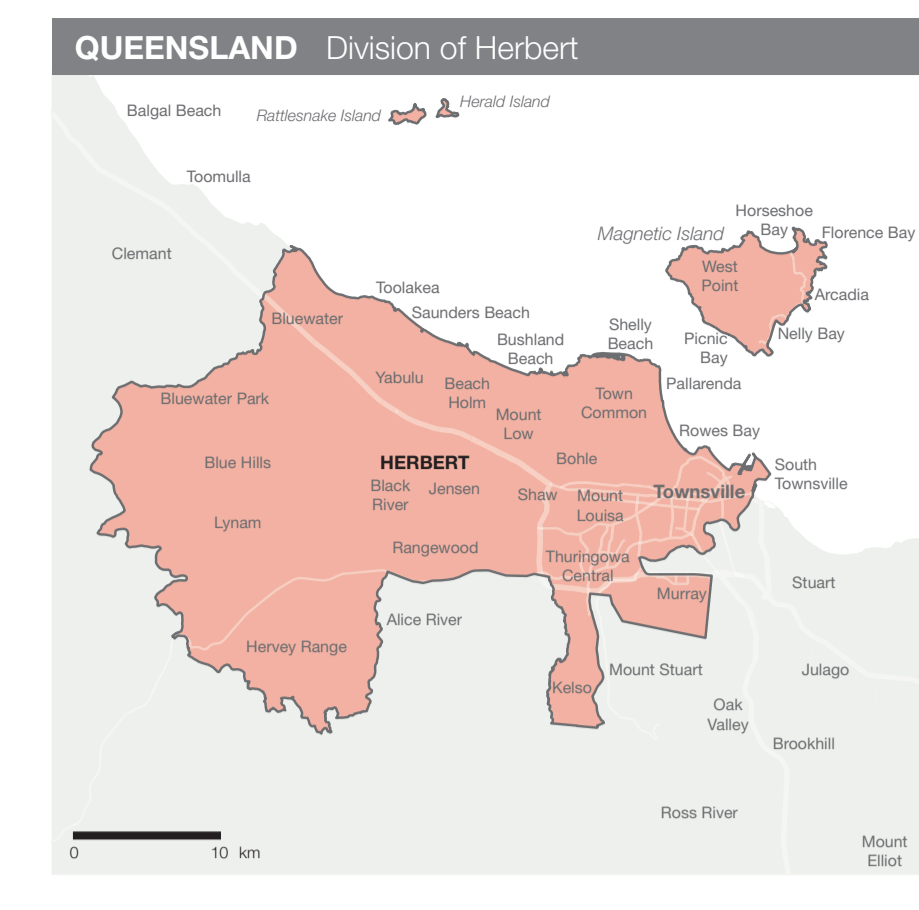 QUEENSLAND Division of Herbert
Balgal Beach
Rattlesnake Island
Herald Island
Toomulla
Horseshoe
Bay
Florence Bay
Magnetic Island
Clemant
West
Point
Toolakea
Arcadia
Saunders Beach
Bluewater
Shelly
Beach
Nelly Bay
Picnic
Bay
Bushland
Beach
Yabulu
Beach
Holm
Pallarenda
Town
Common
Bluewater Park
Mount
Low
Rowes Bay
Blue Hills
HERBERT
Bohle
South
Townsville
Black
River
Jensen
Shaw
Mount
Louisa
Townsville
Lynam
Rangewood
Thuringowa
Central
Stuart
Murray
Alice River
Hervey Range
Mount Stuart
Julago
Kelso
Oak
Valley
Brookhill
Ross River
Mount
Elliot
0 10 km